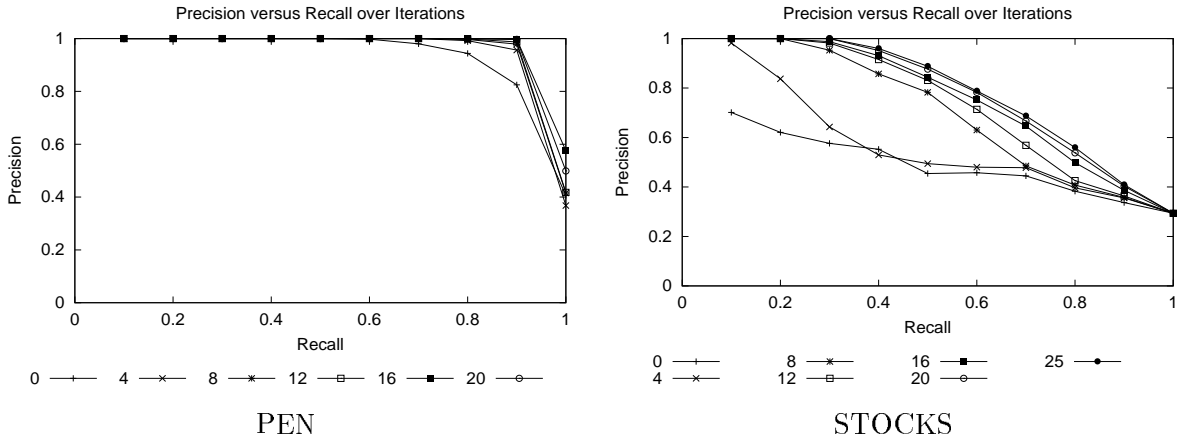 Precision versus Recall over Iterations
1
0.8
0.6
0.4
0.2
0
Precision
0 0.2 0.4 0.6 0.8 1
Recall
0 4 8 12 16 20
PEN
Precision versus Recall over Iterations
1
0.8
0.6
0.4
0.2
0
Precision
0 0.2 0.4 0.6 0.8 1
Recall
0 8 16 25
4 12 20
STOCKS